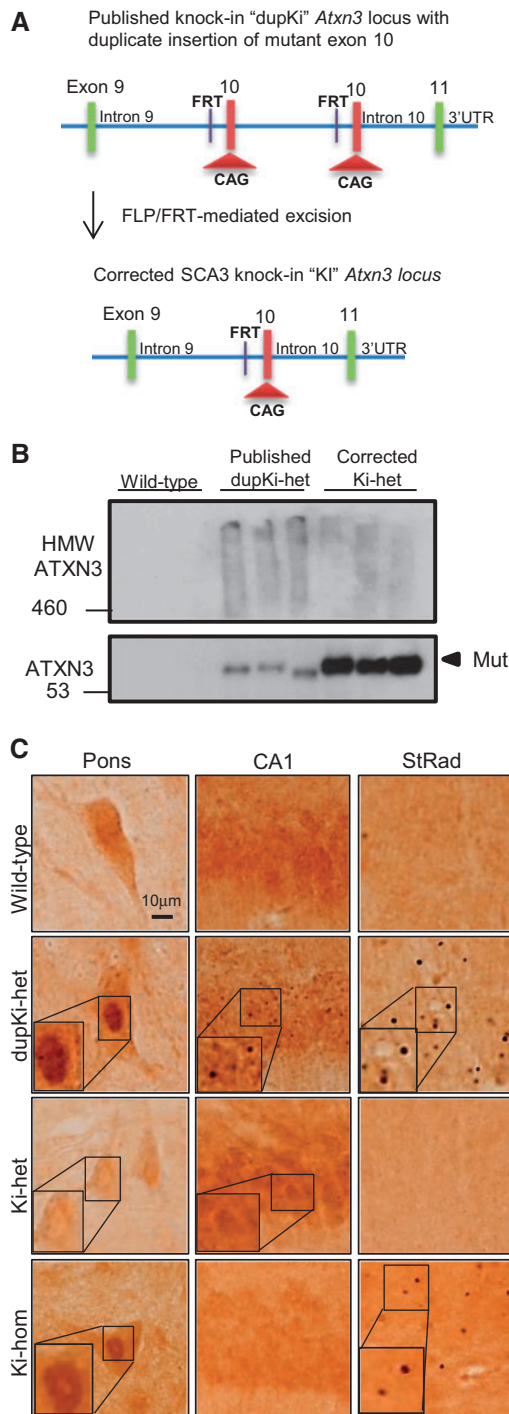 A
Published knock-in “dupKi” Atxn3 locus with
duplicate insertion of mutant exon 10
Exon 9
10
10
11
FRT
FRT
Intron 9
Intron 10
3'UTR
CAG
CAG
FLP/FRT-mediated excision
Corrected SCA3 knock-in “KI” Atxn3 locus
Exon 9
10
11
FRT
Intron 9
Intron 10
3'UTR
CAG
B
Wild-type
Published
dupKi-het
Corrected
Ki-het
HMW
ATXN3
460
ATXN3
53
Mut
C
Pons
CA1
StRad
Wild-type
10μm
dupKi-het
Ki-het
Ki-hom